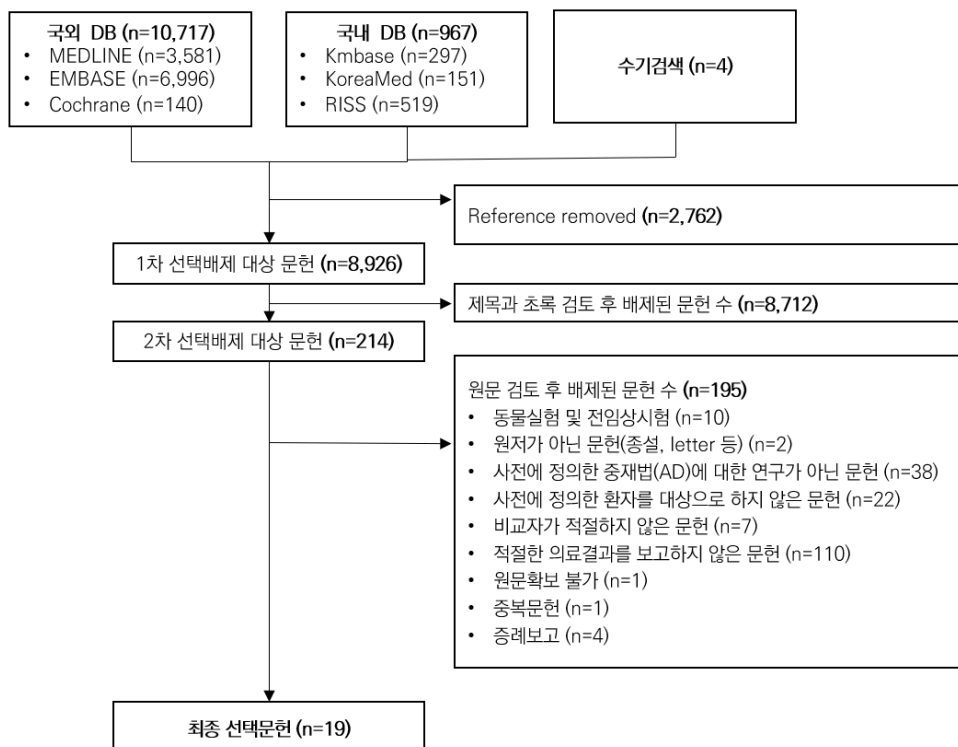 국외 DB (n=10,717)
• MEDLINE (n=3,581)
• EMBASE (n=6,996)
• Cochrane (n=140)
국내 DB (n=967)
• Kmbase (n=297)
• KoreaMed (n=151)
• RISS (n=519)
수기검색 (n=4)
Reference removed (n=2,762)
1차 선택배제 대상 문헌 (n=8,926)
제목과 초록 검토 후 배제된 문헌 수 (n=8,712)
2차 선택배제 대상 문헌 (n=214)
원문 검토 후 배제된 문헌 수 (n=195)
• 동물실험 및 전임상시험 (n=10)
• 원저가 아닌 문헌(종설, letter 등) (n=2)
• 사전에 정의한 중재법(AD)에 대한 연구가 아닌 문헌 (n=38)
• 사전에 정의한 환자를 대상으로 하지 않은 문헌 (n=22)
• 비교자가 적절하지 않은 문헌 (n=7)
• 적절한 의료결과를 보고하지 않은 문헌 (n=110)
• 원문확보 불가 (n=1)
• 중복문헌 (n=1)
• 증례보고 (n=4)
최종 선택문헌 (n=19)